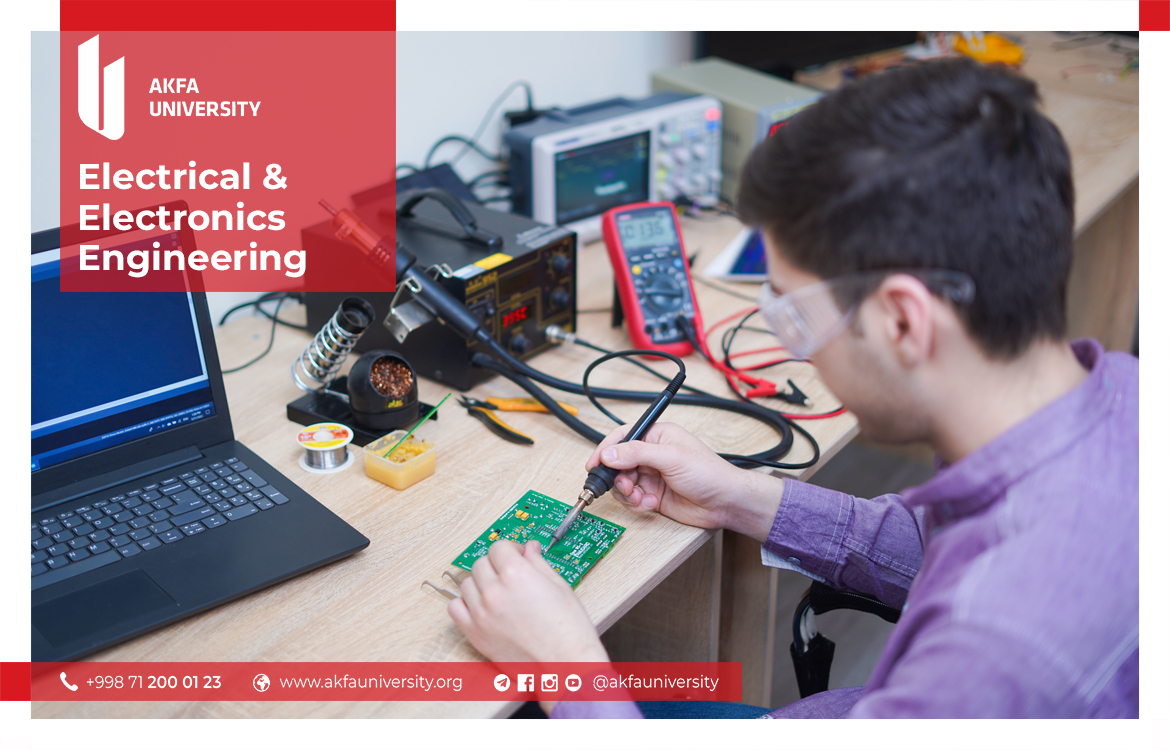 AKFA
UNIVERSITY
Electrical &
Electronics
Engineering
+998 71 200 01 23
www.akfauniversity.org
@akfauniversity